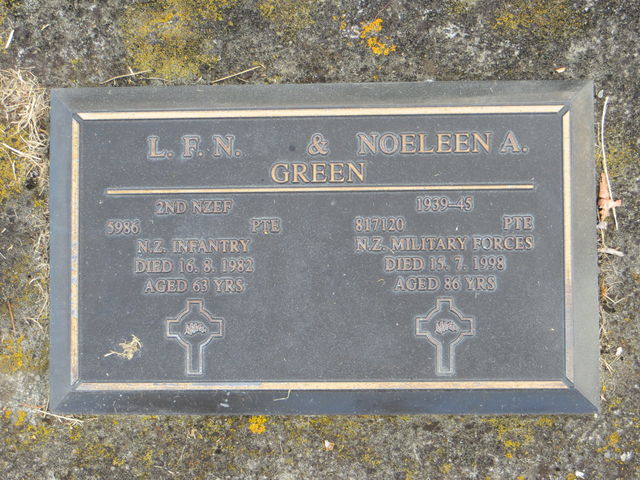 L. F. N. & NOELEEN A.
GREEN
2ND NZEF
5986 PTE
N.Z. INFANTRY
DIED 16. 8. 1982
AGED 63 YRS
1939-45
817120 PTE
N.Z. MILITARY FORCES
DIED 15. 7. 1998
AGED 86 YRS